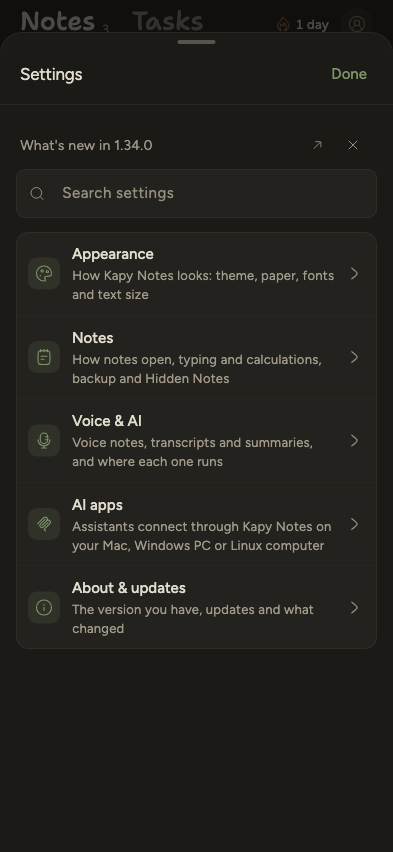 Notes 3 Tasks 1 day
Settings Done
What's new in 1.34.0
Search settings
Appearance
How Kapy Notes looks: theme, paper, fonts
and text size
Notes
How notes open, typing and calculations,
backup and Hidden Notes
Voice & AI
Voice notes, transcripts and summaries,
and where each one runs
AI apps
Assistants connect through Kapy Notes on
your Mac, Windows PC or Linux computer
About & updates
The version you have, updates and what
changed